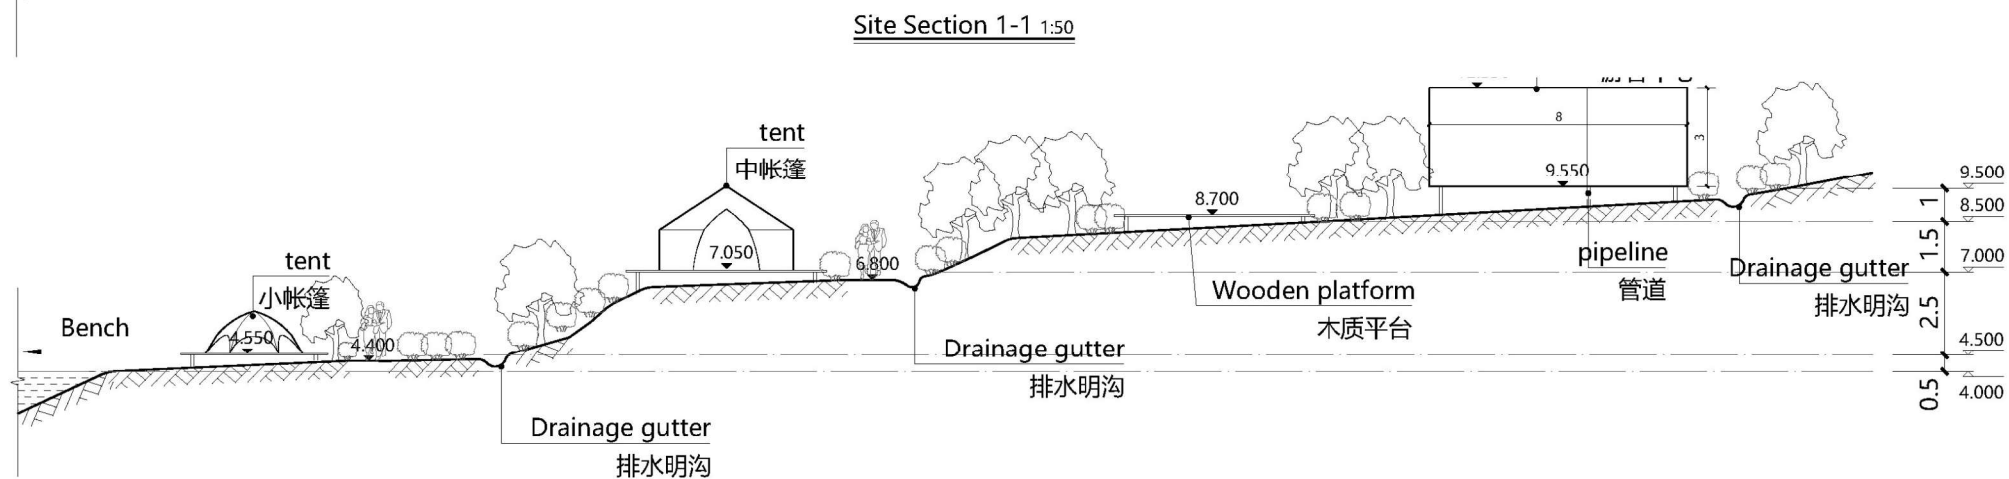 Site Section 1-1 1:50
tent
中帐篷
7.050
6.800
tent
小帐篷
4.550
4.400
Bench
Drainage gutter
排水明沟
Drainage gutter
排水明沟
8.700
Wooden platform
木质平台
8
3
9.550
pipeline
管道
Drainage gutter
排水明沟
9.500
1
8.500
1.5
7.000
2.5
4.500
0.5
4.000